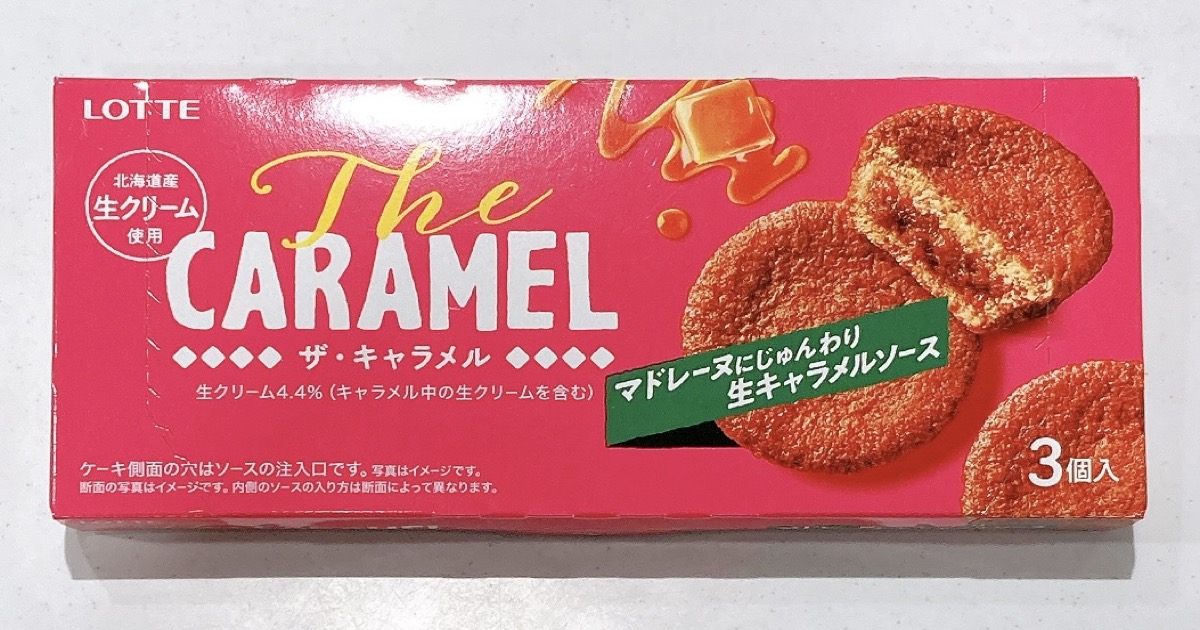 LOTTE
北海道産
生クリーム
使用
The
CARAMEL
ザ・キャラメル
生クリーム4.4%(キャラメル中の生クリームを含む)
マドレーヌにじゅんわり
生キャラメルソース
ケーキ側面の穴はソースの注入口です。写真はイメージです。
断面の写真はイメージです。内側のソースの入り方は断面によって異なります。
3個入